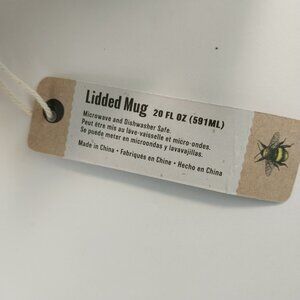 Lidded Mug 20 FL OZ (591ML)
Microwave and Dishwasher Safe.
Peut être mis au lave-vaisselle et micro-ondes.
Se puede meter en microondas y lavavajillas.
Made in China • Fabriqués en Chine • Hecho en China